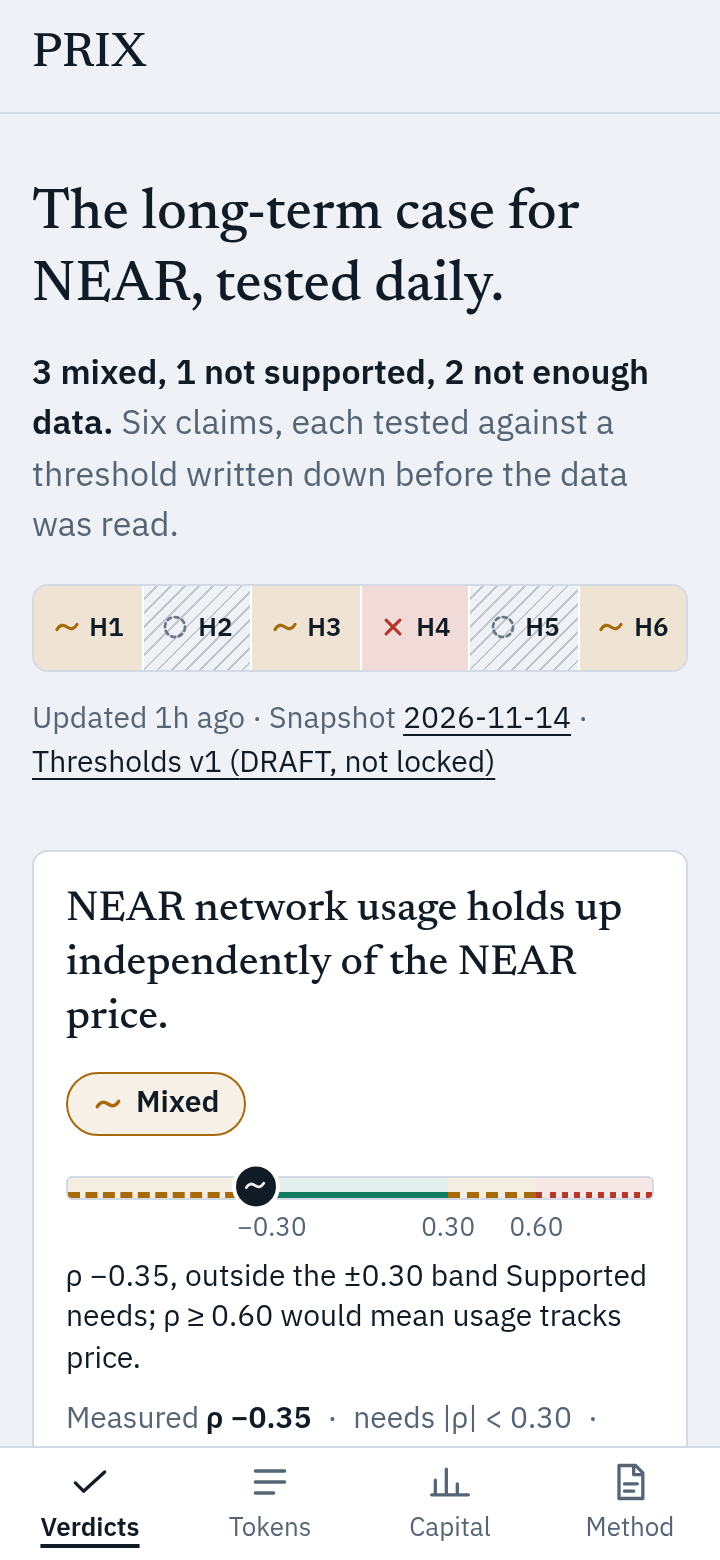 PRIX
The long-term case for
NEAR, tested daily.
3 mixed, 1 not supported, 2 not enough
data. Six claims, each tested against a
threshold written down before the data
was read.
H1 H2 H3 H4 H5 H6
Updated 1h ago · Snapshot 2026-11-14 ·
Thresholds v1 (DRAFT, not locked)
NEAR network usage holds up
independently of the NEAR
price.
Mixed
−0.30 0.30 0.60
ρ −0.35, outside the ±0.30 band Supported
needs; ρ ≥ 0.60 would mean usage tracks
price.
Measured ρ −0.35 · needs |ρ| < 0.30 ·
Verdicts Tokens Capital Method